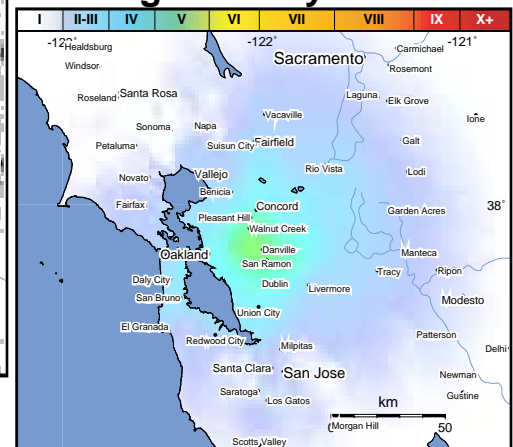 I II-III IV V VI VII VIII IX X+
-123° -122° -121°
Healdsburg Carmichael
Sacramento
Windsor Rosemont
Roseland Santa Rosa Laguna Elk Grove
Vacaville Ione
Sonoma Napa
Petaluma Suisun City Fairfield Galt
Rio Vista
Novato Vallejo Lodi
Benicia
Fairfax Concord 38°
Pleasant Hill Garden Acres
Walnut Creek
Oakland Danville Manteca
San Ramon
Tracy Ripon
Daly City Dublin Livermore
San Bruno Modesto
Union City
El Granada
Redwood City Patterson
Milpitas Delhi
Santa Clara San Jose
Newman
Saratoga Los Gatos Gustine
km
Morgan Hill 0 50
Scotts Valley